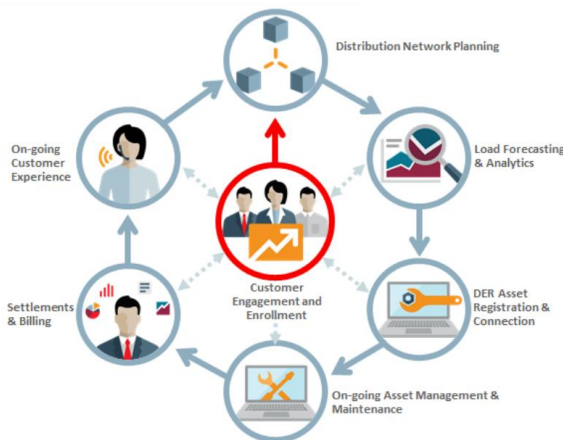 Distribution Network Planning
On-going
Customer
Experience
Load Forecasting
& Analytics
Customer
Engagement and
Enrollment
Settlements
& Billing
DER Asset
Registration &
Connection
On-going Asset Management &
Maintenance